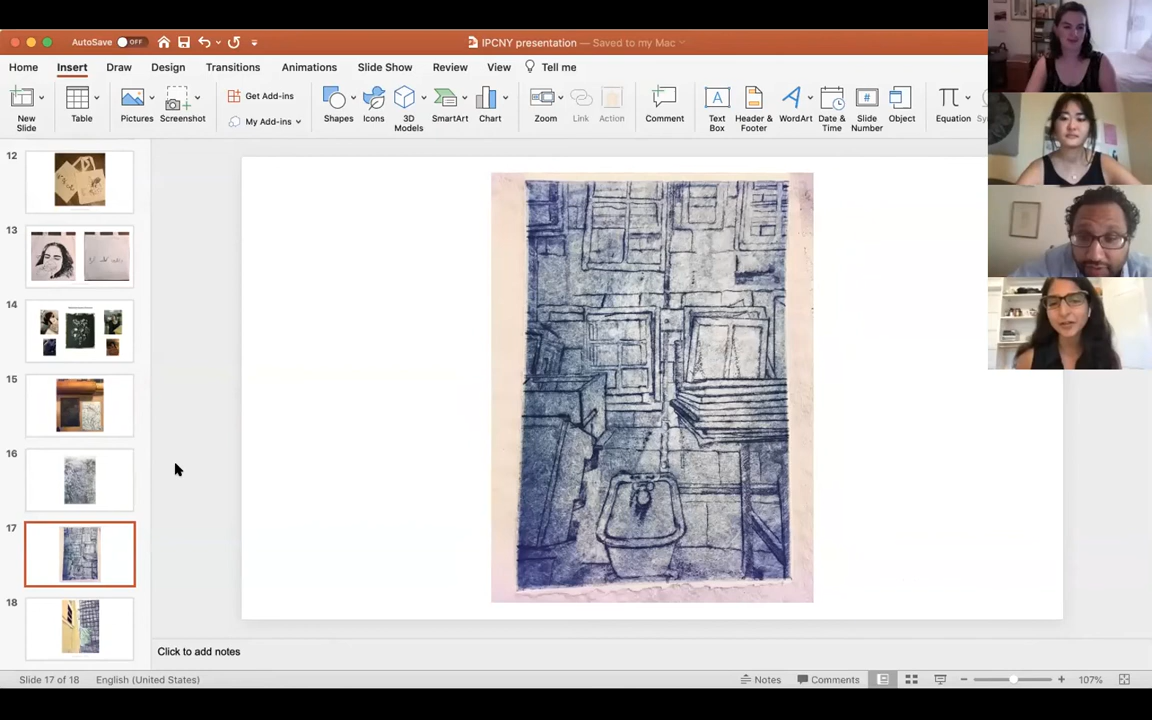 AutoSave OFF
IPCNY presentation — Saved to my Mac
Home Insert Draw Design Transitions Animations Slide Show Review View Tell me
New Slide
Table
Pictures
Screenshot
Get Add-ins
My Add-ins
Shapes
Icons
3D Models
SmartArt
Chart
Zoom
Link
Action
Comment
Text Box
Header & Footer
WordArt
Date & Time
Slide Number
Object
Equation
12
13
14
15
16
17
18
Click to add notes
Slide 17 of 18 English (United States) Notes Comments 107%